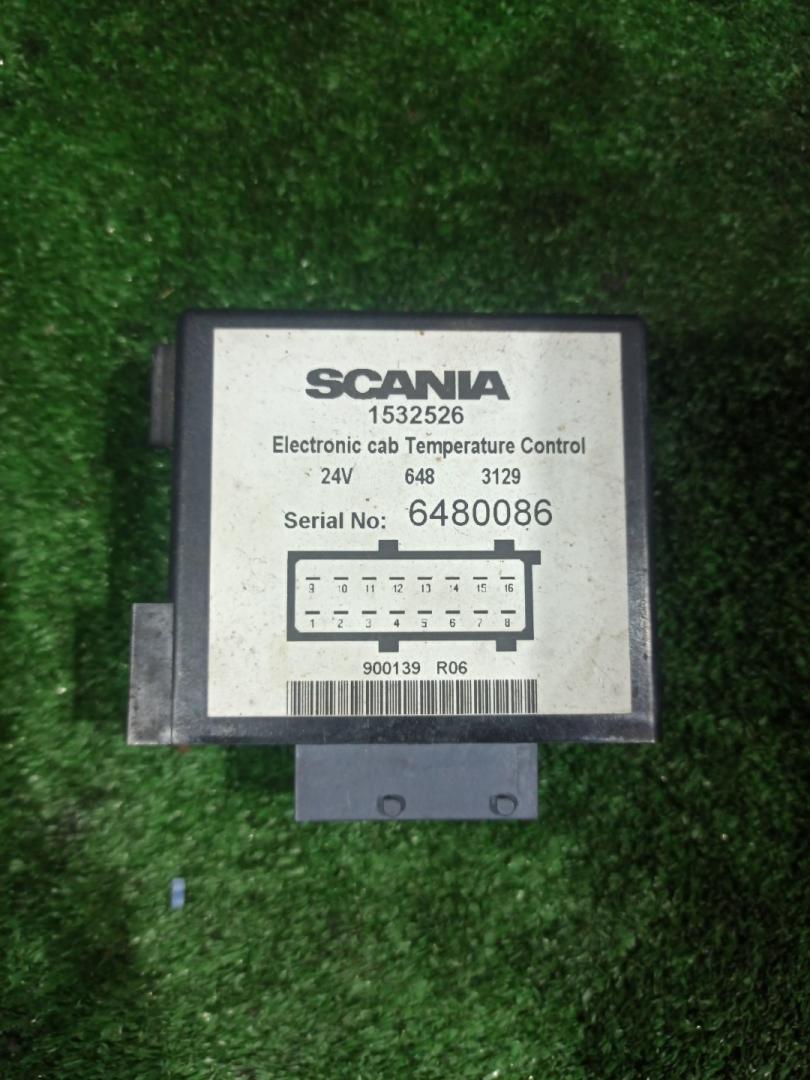 SCANIA
1532526
Electronic cab Temperature Control
24V 648 3129
Serial No: 6480086
9 10 11 12 13 14 15 16
1 2 3 4 5 6 7 8
900139 R06